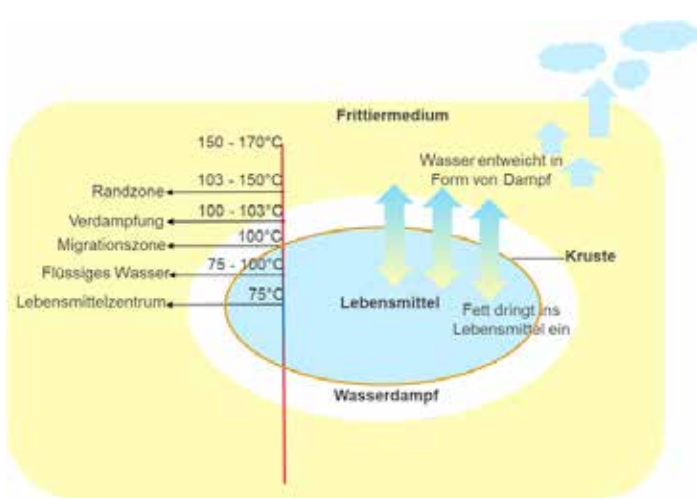 Frittiermedium
150 - 170°C
Wasser entweicht in
Form von Dampf
103 - 150°C
Randzone
100 - 103°C
Verdampfung
100°C
Migrationszone
Kruste
75 - 100°C
Flüssiges Wasser
75°C
Lebensmittelzentrum
Lebensmittel
Fett dringt ins
Lebensmittel ein
Wasserdampf